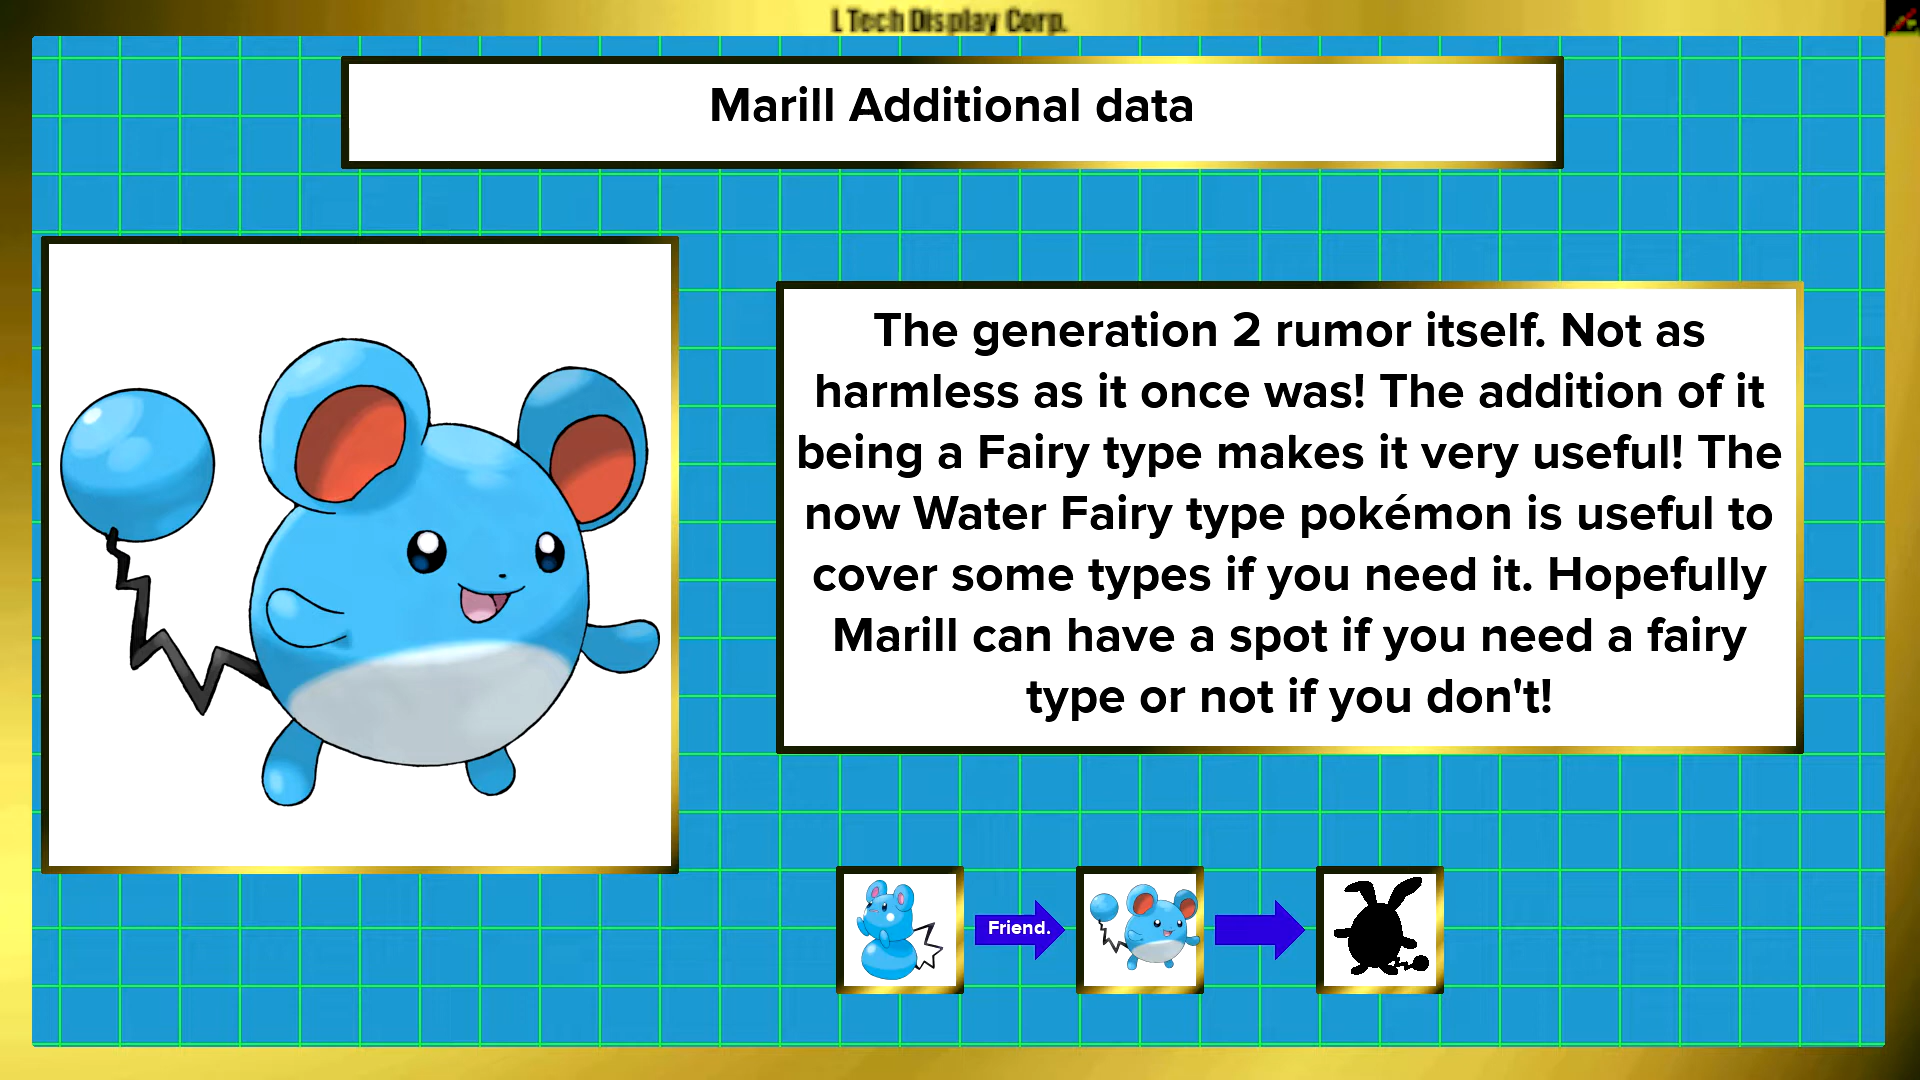 L Tech Display Corp.
Marill Additional data
The generation 2 rumor itself. Not as
harmless as it once was! The addition of it
being a Fairy type makes it very useful! The
now Water Fairy type pokémon is useful to
cover some types if you need it. Hopefully
Marill can have a spot if you need a fairy
type or not if you don't!
Friend.